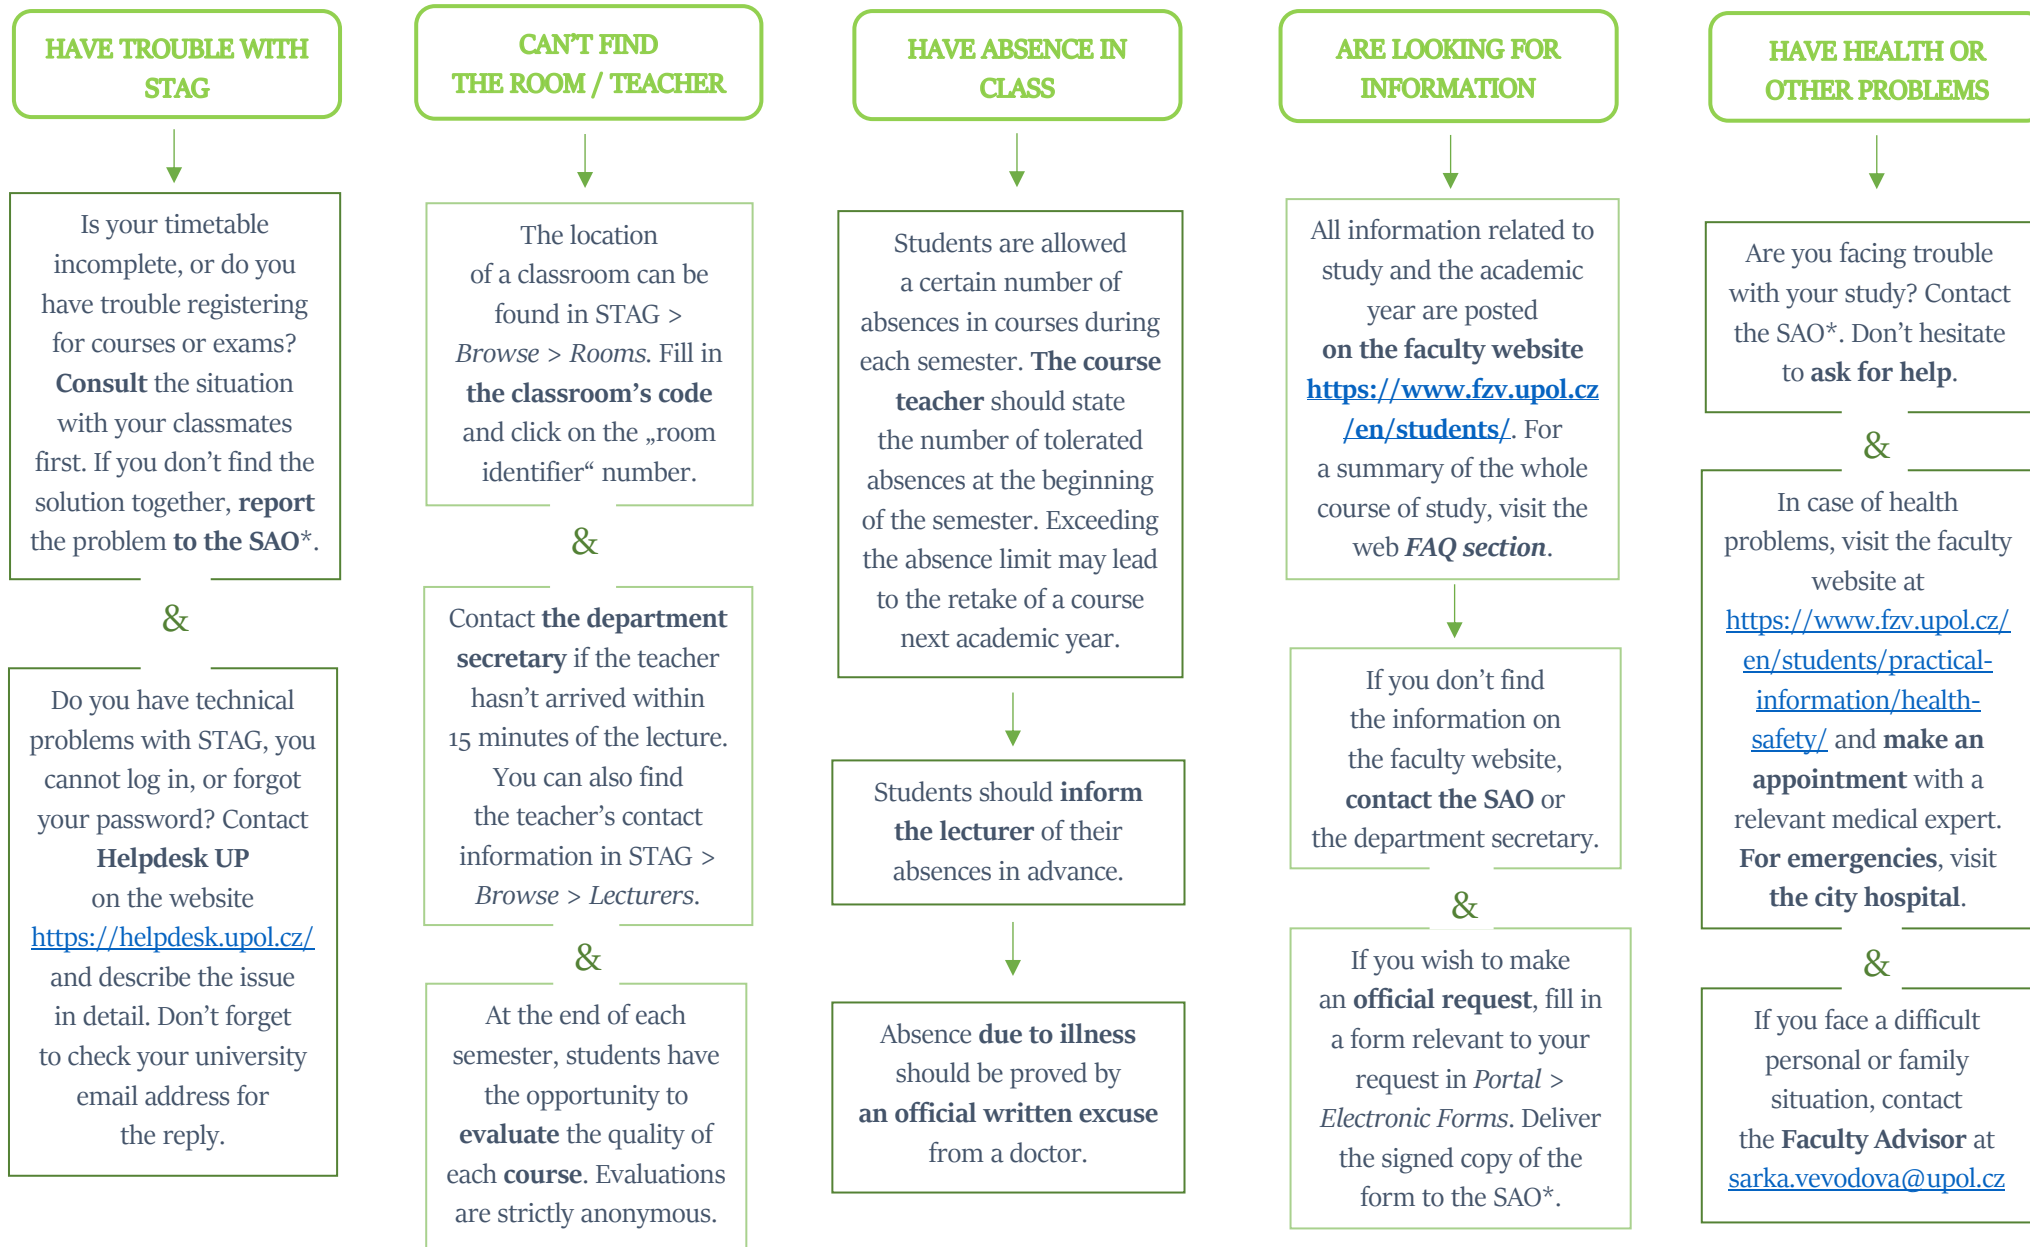 HAVE TROUBLE WITH
STAG
Is your timetable
incomplete, or do you
have trouble registering
for courses or exams?
Consult the situation
with your classmates
first. If you don't find the
solution together, report
the problem to the SAO*.
&
Do you have technical
problems with STAG, you
cannot log in, or forgot
your password? Contact
Helpdesk UP
on the website
https://helpdesk.upol.cz/
and describe the issue
in detail. Don't forget
to check your university
email address for
the reply.
CAN'T FIND
THE ROOM / TEACHER
The location
of a classroom can be
found in STAG >
Browse > Rooms. Fill in
the classroom's code
and click on the „room
identifier“ number.
&
Contact the department
secretary if the teacher
hasn't arrived within
15 minutes of the lecture.
You can also find
the teacher's contact
information in STAG >
Browse > Lecturers.
&
At the end of each
semester, students have
the opportunity to
evaluate the quality of
each course. Evaluations
are strictly anonymous.
HAVE ABSENCE IN
CLASS
Students are allowed
a certain number of
absences in courses during
each semester. The course
teacher should state
the number of tolerated
absences at the beginning
of the semester. Exceeding
the absence limit may lead
to the retake of a course
next academic year.
Students should inform
the lecturer of their
absences in advance.
Absence due to illness
should be proved by
an official written excuse
from a doctor.
ARE LOOKING FOR
INFORMATION
All information related to
study and the academic
year are posted
on the faculty website
https://www.fzv.upol.cz
/en/students/. For
a summary of the whole
course of study, visit the
web FAQ section.
If you don't find
the information on
the faculty website,
contact the SAO or
the department secretary.
&
If you wish to make
an official request, fill in
a form relevant to your
request in Portal >
Electronic Forms. Deliver
the signed copy of the
form to the SAO*.
HAVE HEALTH OR
OTHER PROBLEMS
Are you facing trouble
with your study? Contact
the SAO*. Don't hesitate
to ask for help.
&
In case of health
problems, visit the faculty
website at
https://www.fzv.upol.cz/
en/students/practical-
information/health-
safety/ and make an
appointment with a
relevant medical expert.
For emergencies, visit
the city hospital.
&
If you face a difficult
personal or family
situation, contact
the Faculty Advisor at
sarka.vevodova@upol.cz